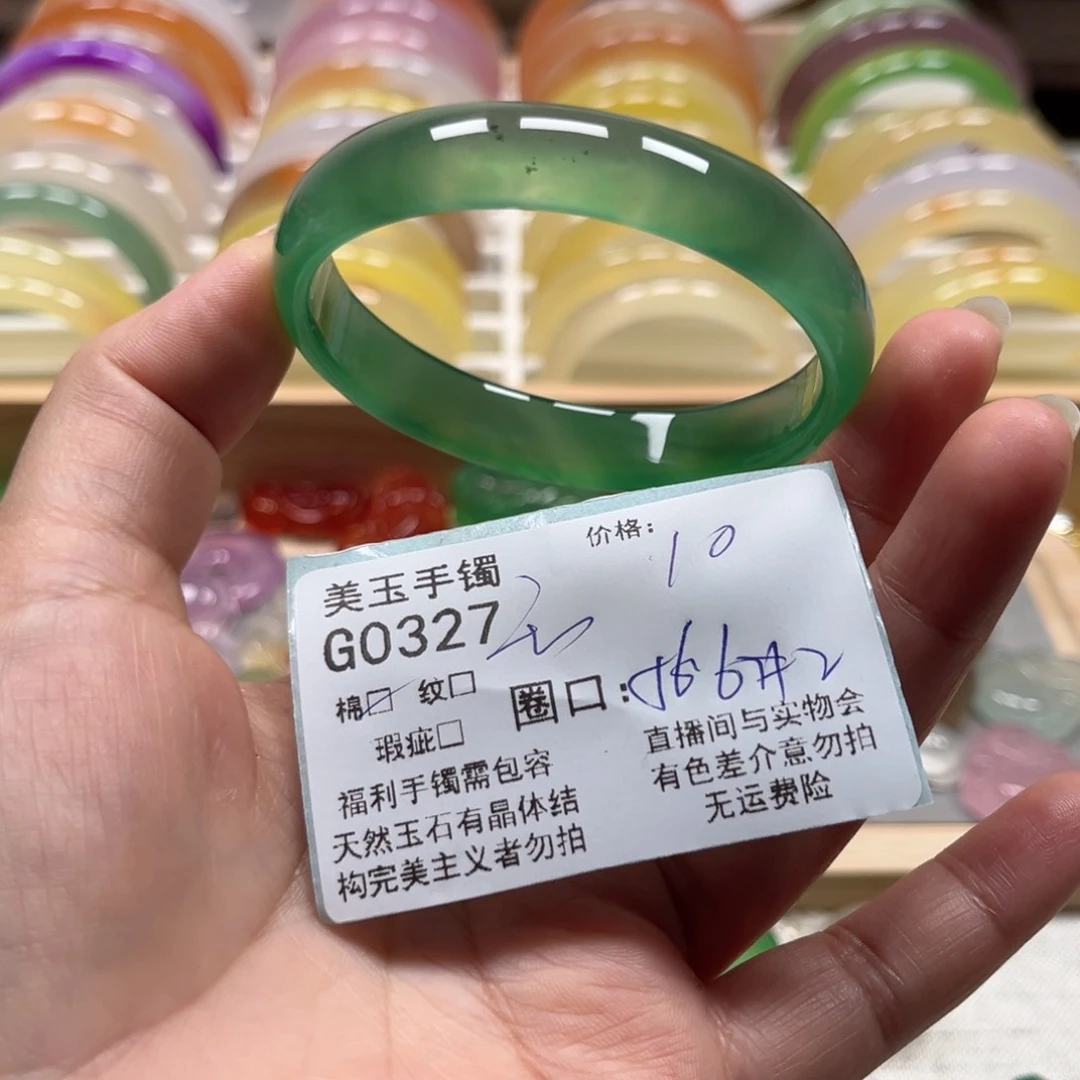 价格: 10
美玉手镯
G0327
棉☑ 纹□ 圈口:
瑕疵□
福利手镯需包容
天然玉石有晶体结
构完美主义者勿拍
直播间与实物会
有色差介意勿拍
无运费险